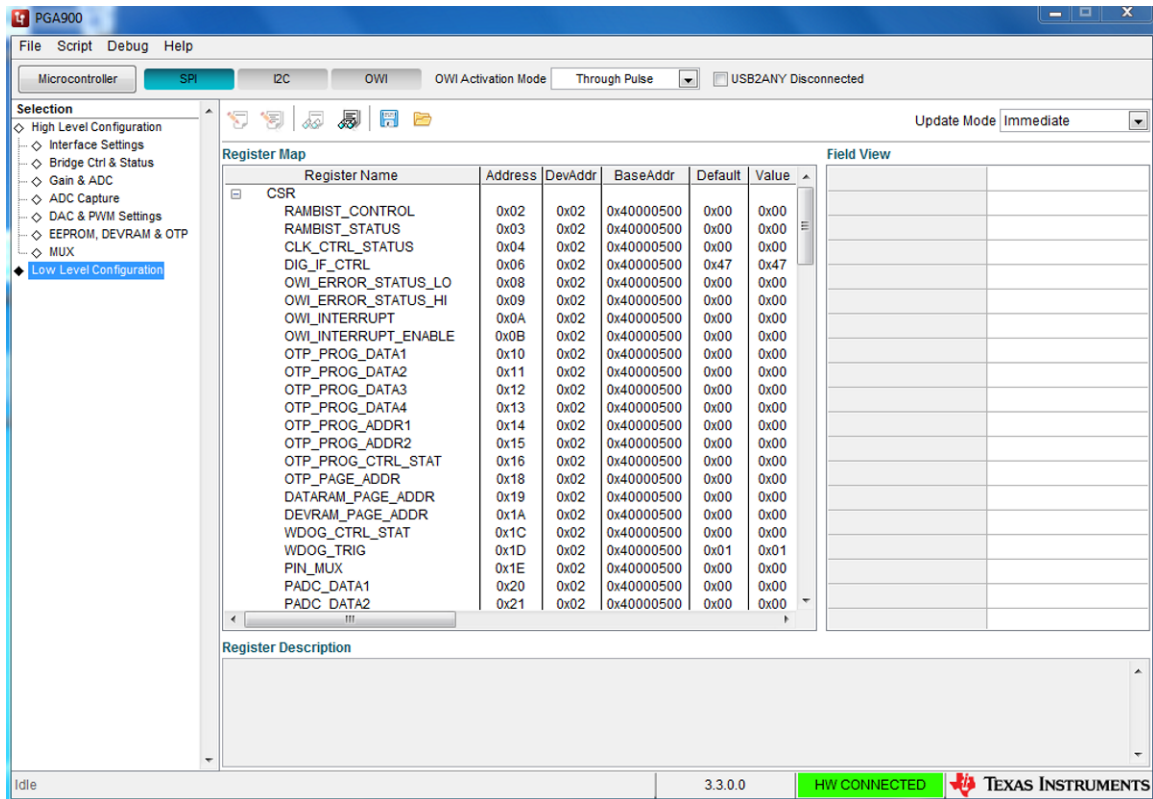 PGA900
File Script Debug Help
Microcontroller SPI I2C OWI OWI Activation Mode Through Pulse USB2ANY Disconnected
Selection
High Level Configuration
Interface Settings
Bridge Ctrl & Status
Gain & ADC
ADC Capture
DAC & PWM Settings
EEPROM, DEVRAM & OTP
MUX
Low Level Configuration
Update Mode Immediate
Register Map
Register Name Address DevAddr BaseAddr Default Value
CSR
RAMBIST_CONTROL 0x02 0x02 0x40000500 0x00 0x00
RAMBIST_STATUS 0x03 0x02 0x40000500 0x00 0x00
CLK_CTRL_STATUS 0x04 0x02 0x40000500 0x00 0x00
DIG_IF_CTRL 0x06 0x02 0x40000500 0x47 0x47
OWI_ERROR_STATUS_LO 0x08 0x02 0x40000500 0x00 0x00
OWI_ERROR_STATUS_HI 0x09 0x02 0x40000500 0x00 0x00
OWI_INTERRUPT 0x0A 0x02 0x40000500 0x00 0x00
OWI_INTERRUPT_ENABLE 0x0B 0x02 0x40000500 0x00 0x00
OTP_PROG_DATA1 0x10 0x02 0x40000500 0x00 0x00
OTP_PROG_DATA2 0x11 0x02 0x40000500 0x00 0x00
OTP_PROG_DATA3 0x12 0x02 0x40000500 0x00 0x00
OTP_PROG_DATA4 0x13 0x02 0x40000500 0x00 0x00
OTP_PROG_ADDR1 0x14 0x02 0x40000500 0x00 0x00
OTP_PROG_ADDR2 0x15 0x02 0x40000500 0x00 0x00
OTP_PROG_CTRL_STAT 0x16 0x02 0x40000500 0x00 0x00
OTP_PAGE_ADDR 0x18 0x02 0x40000500 0x00 0x00
DATARAM_PAGE_ADDR 0x19 0x02 0x40000500 0x00 0x00
DEVRAM_PAGE_ADDR 0x1A 0x02 0x40000500 0x00 0x00
WDOG_CTRL_STAT 0x1C 0x02 0x40000500 0x00 0x00
WDOG_TRIG 0x1D 0x02 0x40000500 0x01 0x01
PIN_MUX 0x1E 0x02 0x40000500 0x00 0x00
PADC_DATA1 0x20 0x02 0x40000500 0x00 0x00
PADC_DATA2 0x21 0x02 0x40000500 0x00 0x00
Field View
Register Description
Idle 3.3.0.0 HW CONNECTED TEXAS INSTRUMENTS